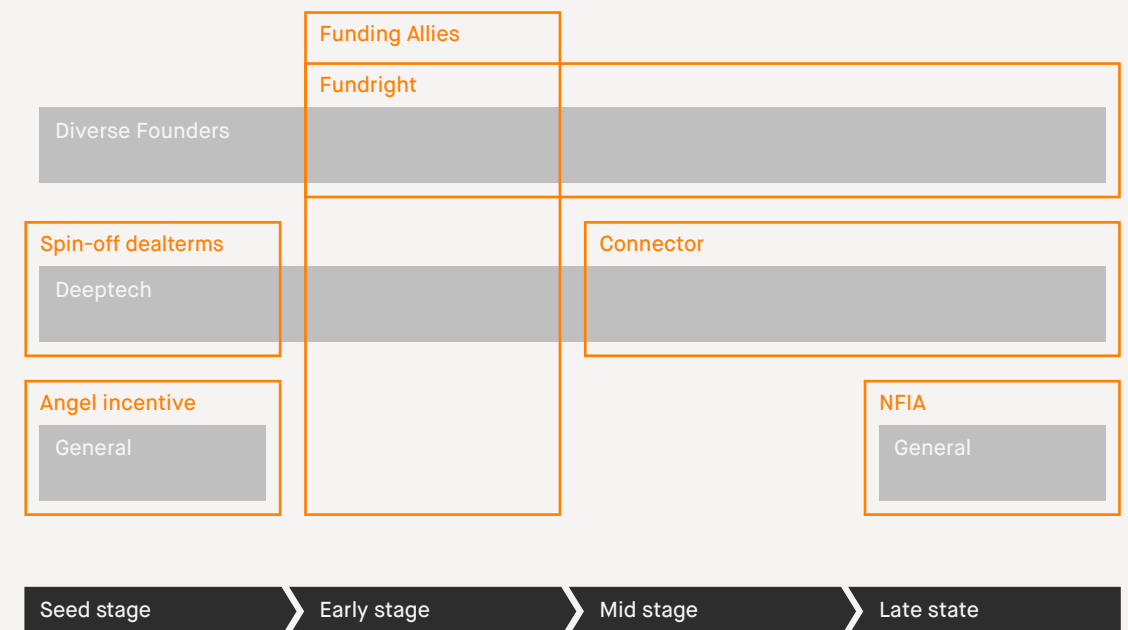 Funding Allies
Fundright
Diverse Founders
Spin-off dealterms
Connector
Deeptech
Angel incentive
NFIA
General
General
Seed stage
Early stage
Mid stage
Late state